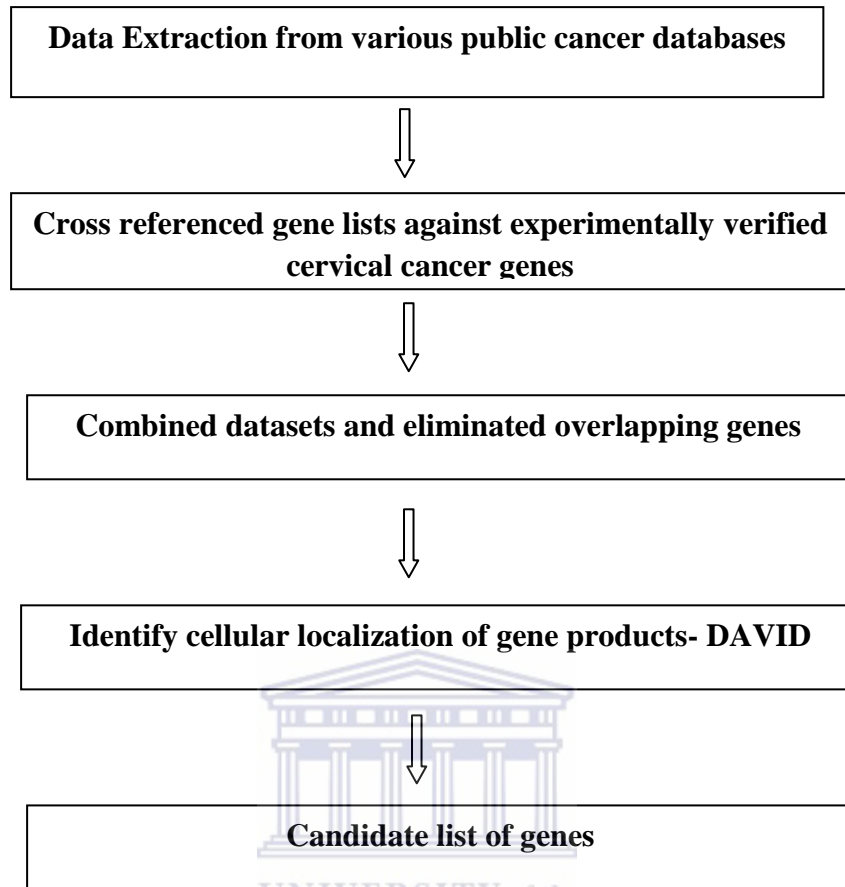 Data Extraction from various public cancer databases
Cross referenced gene lists against experimentally verified
cervical cancer genes
Combined datasets and eliminated overlapping genes
Identify cellular localization of gene products- DAVID
Candidate list of genes